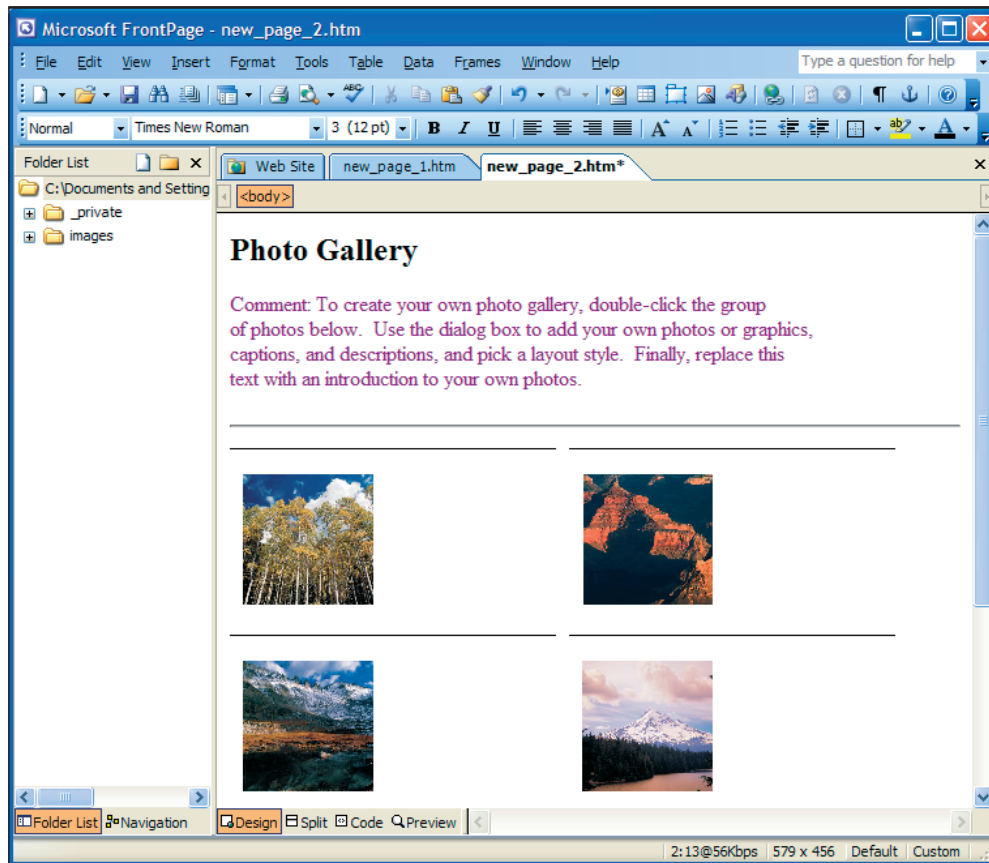 Microsoft FrontPage - new_page_2.htm
File Edit View Insert Format Tools Table Data Frames Window Help Type a question for help
ABC
Normal Times New Roman 3 (12 pt) B I U A A ab A
Folder List Web Site new_page_1.htm new_page_2.htm*
C:\Documents and Setting <body>
_private
images
Photo Gallery
Comment: To create your own photo gallery, double-click the group
of photos below. Use the dialog box to add your own photos or graphics,
captions, and descriptions, and pick a layout style. Finally, replace this
text with an introduction to your own photos.
Folder List Navigation Design Split Code Preview
2:13@56Kbps 579 x 456 Default Custom